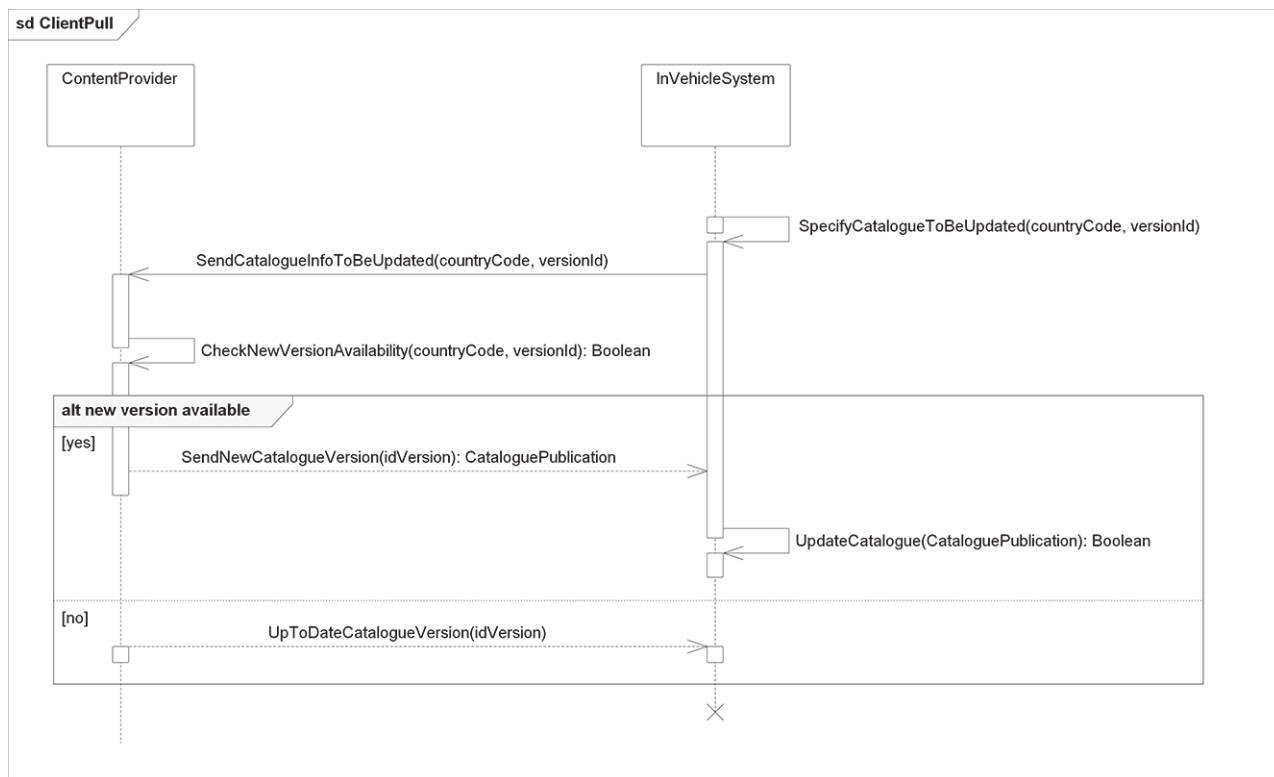 sd ClientPull
ContentProvider
InVehicleSystem
SpecifyCatalogueToBeUpdated(countryCode, versionId)
SendCatalogueInfoToBeUpdated(countryCode, versionId)
CheckNewVersionAvailability(countryCode, versionId): Boolean
alt new version available
[yes]
SendNewCatalogueVersion(idVersion): CataloguePublication
UpdateCatalogue(CataloguePublication): Boolean
[no]
UpToDateCatalogueVersion(idVersion)